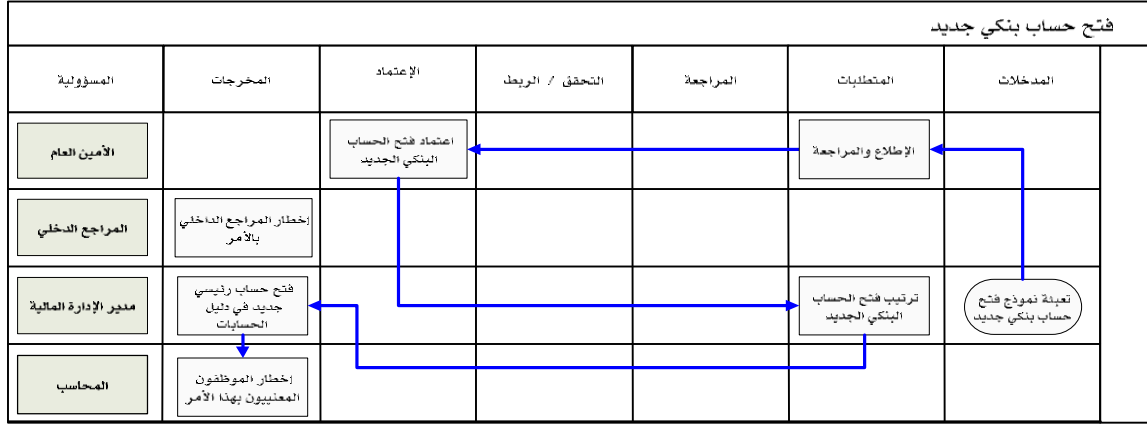 فتح حساب بنكي جديد
المدخلات
المتطلبات
المراجعة
التحقق / الربط
الإعتماد
المخرجات
المسؤولية
الإطلاع والمراجعة
اعتماد فتح الحساب
البنكي الجديد
الأمين العام
إخطار المراجع الداخلي
بالأمر
المراجع الدخلي
تعبئة نموذج فتح
حساب بنكي جديد
ترتيب فتح الحساب
البنكي الجديد
فتح حساب رئيسي
جديد في دليل
الحسابات
مدير الإدارة المالية
إخطار الموظفون
المعنييون بهذا الأمر
المحاسب